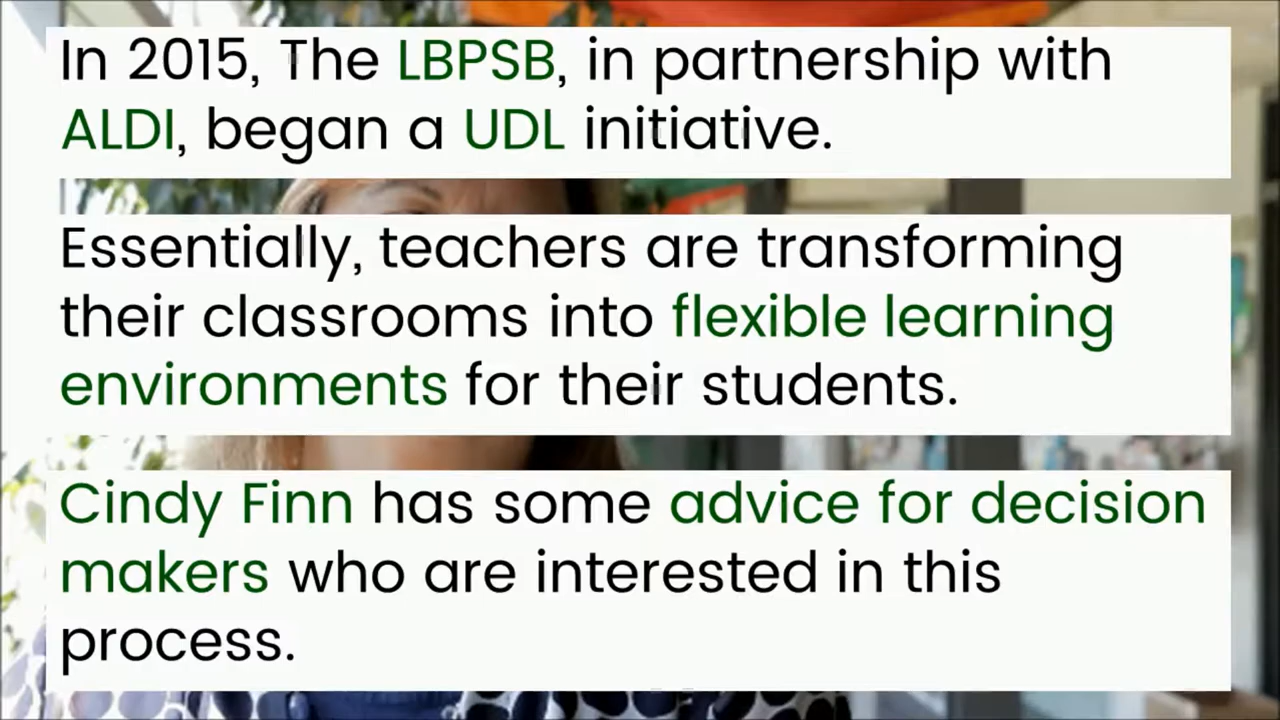 In 2015, The LBPSB, in partnership with
ALDI, began a UDL initiative.
Essentially, teachers are transforming
their classrooms into flexible learning
environments for their students.
Cindy Finn has some advice for decision
makers who are interested in this
process.